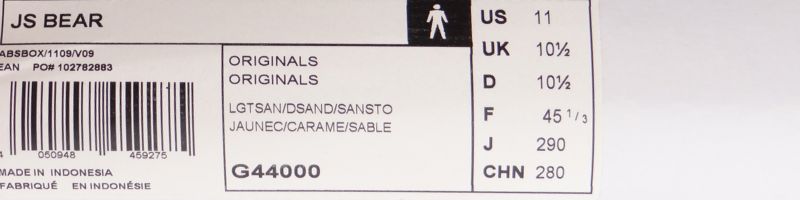 JS BEAR
ABSBOX/1109/V09
EAN PO# 102782883
4 050948 459275
MADE IN INDONESIA
FABRIQUÉ EN INDONÉSIE
ORIGINALS
ORIGINALS
LGTSAN/DSAND/SANSTO
JAUNEC/CARAME/SABLE
G44000
US 11
UK 10½
D 10½
F 45 1/3
J 290
CHN 280